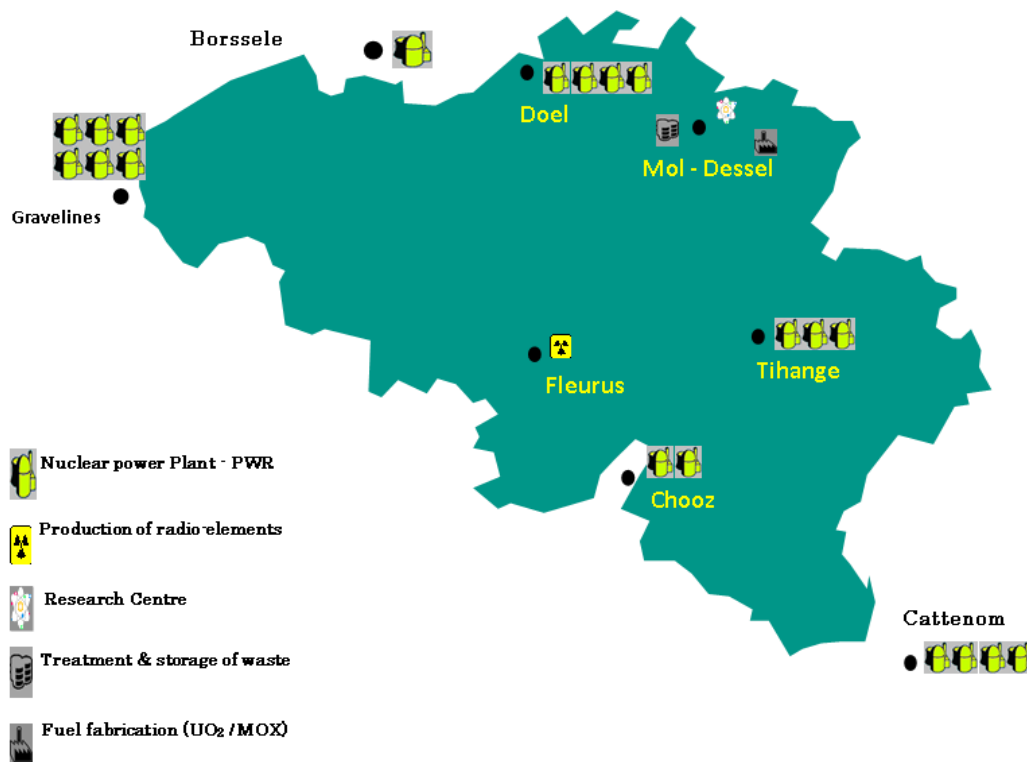 Borssele
Doel
Mol - Dessel
Gravelines
Tihange
Fleurus
Nuclear power Plant - PWR
Chooz
Production of radio-elements
Research Centre
Cattenom
Treatment & storage of waste
Fuel fabrication (UO₂ / MOX)